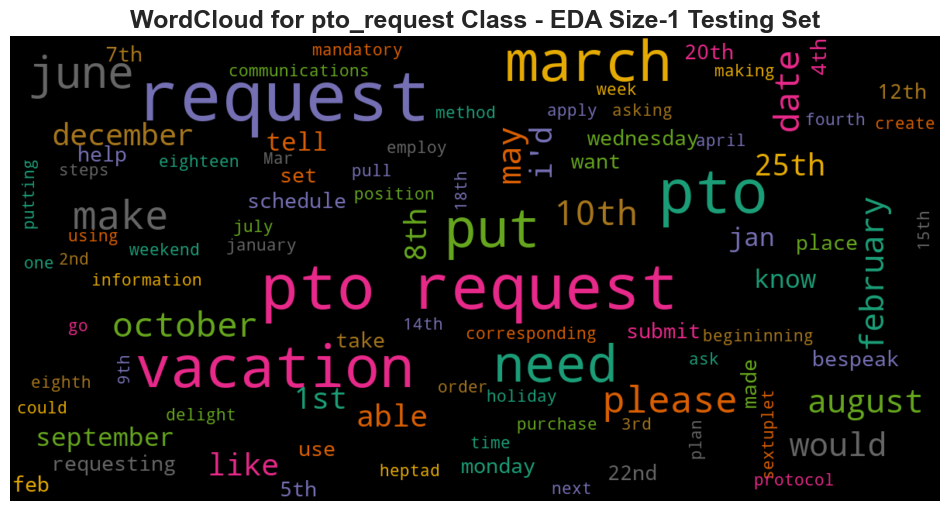 WordCloud for pto_request Class - EDA Size-1 Testing Set
mandatory
7th
march
20th
4th
june
communications
making
date
week
12th
request
method
apply
asking
fourth
create
december
tell
employ
may
i'd
wednesday
april
help
eighteen
Mar
want
25th
steps
set
pull
pto
putting
schedule
position
18th
make
put
10th
8th
february
15th
july
jan
place
using
weekend
january
one
2nd
information
pto request
know
go
october
14th
corresponding
submit
begininning
take
vacation
need
ask
bespeak
9th
eighth
1st
order
holiday
please
made
august
could
delight
able
purchase
3rd
plan
sextuplet
september
use
time
would
requesting
like
heptad
monday
22nd
protocol
feb
5th
next